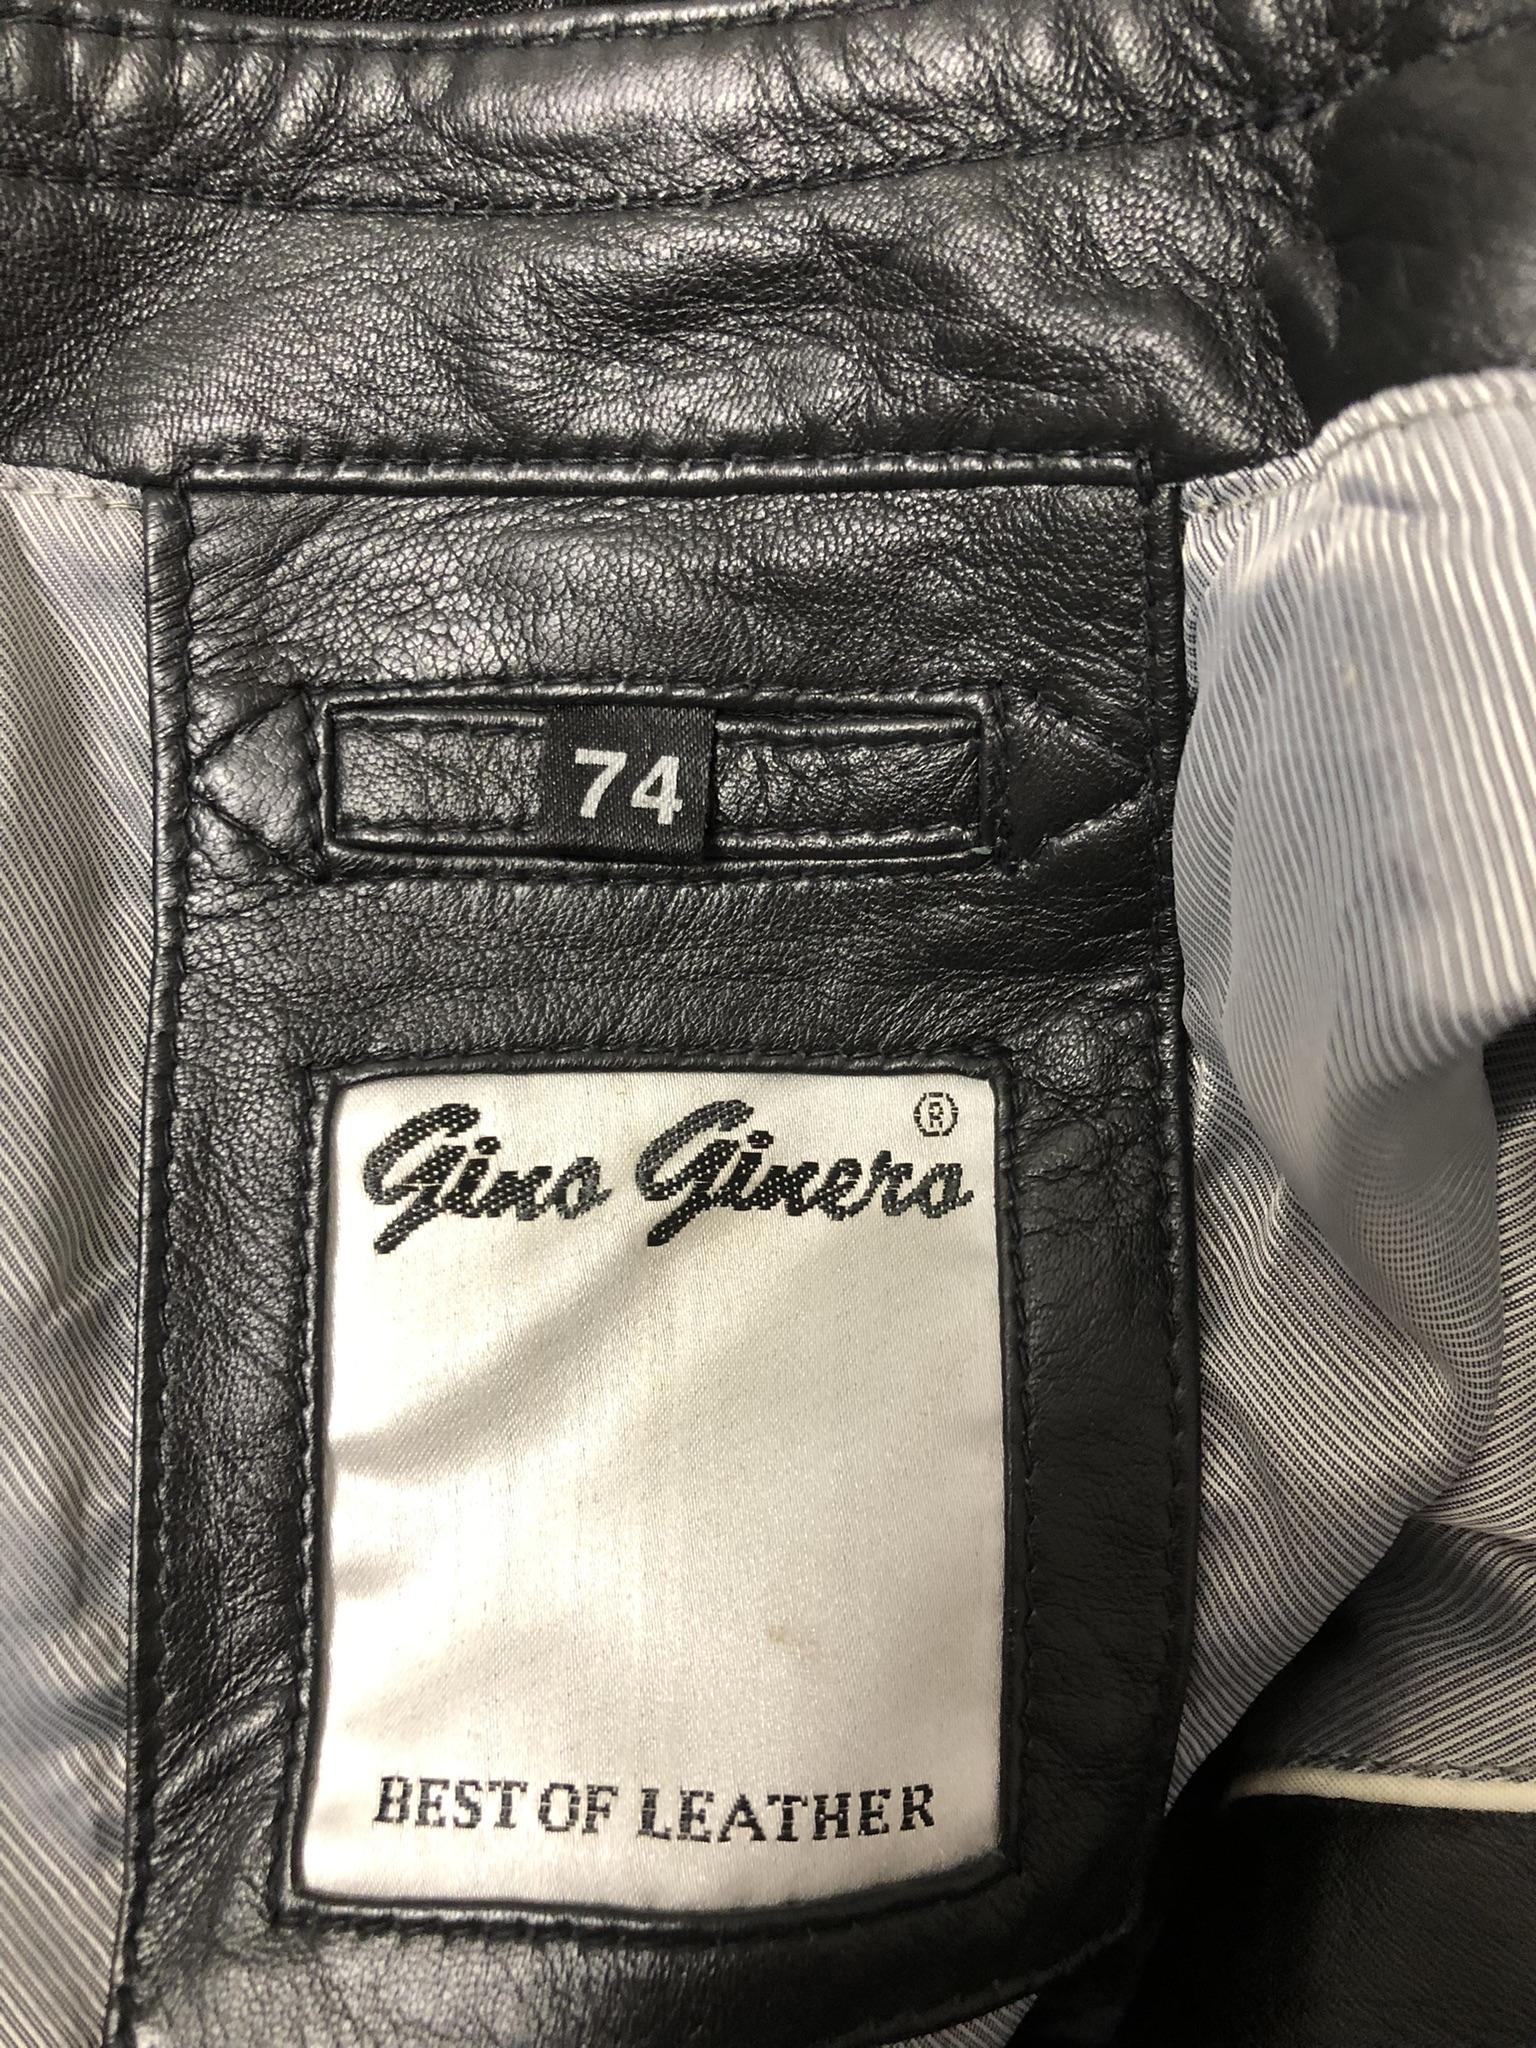 74
Gino Ginero ®
BEST OF LEATHER